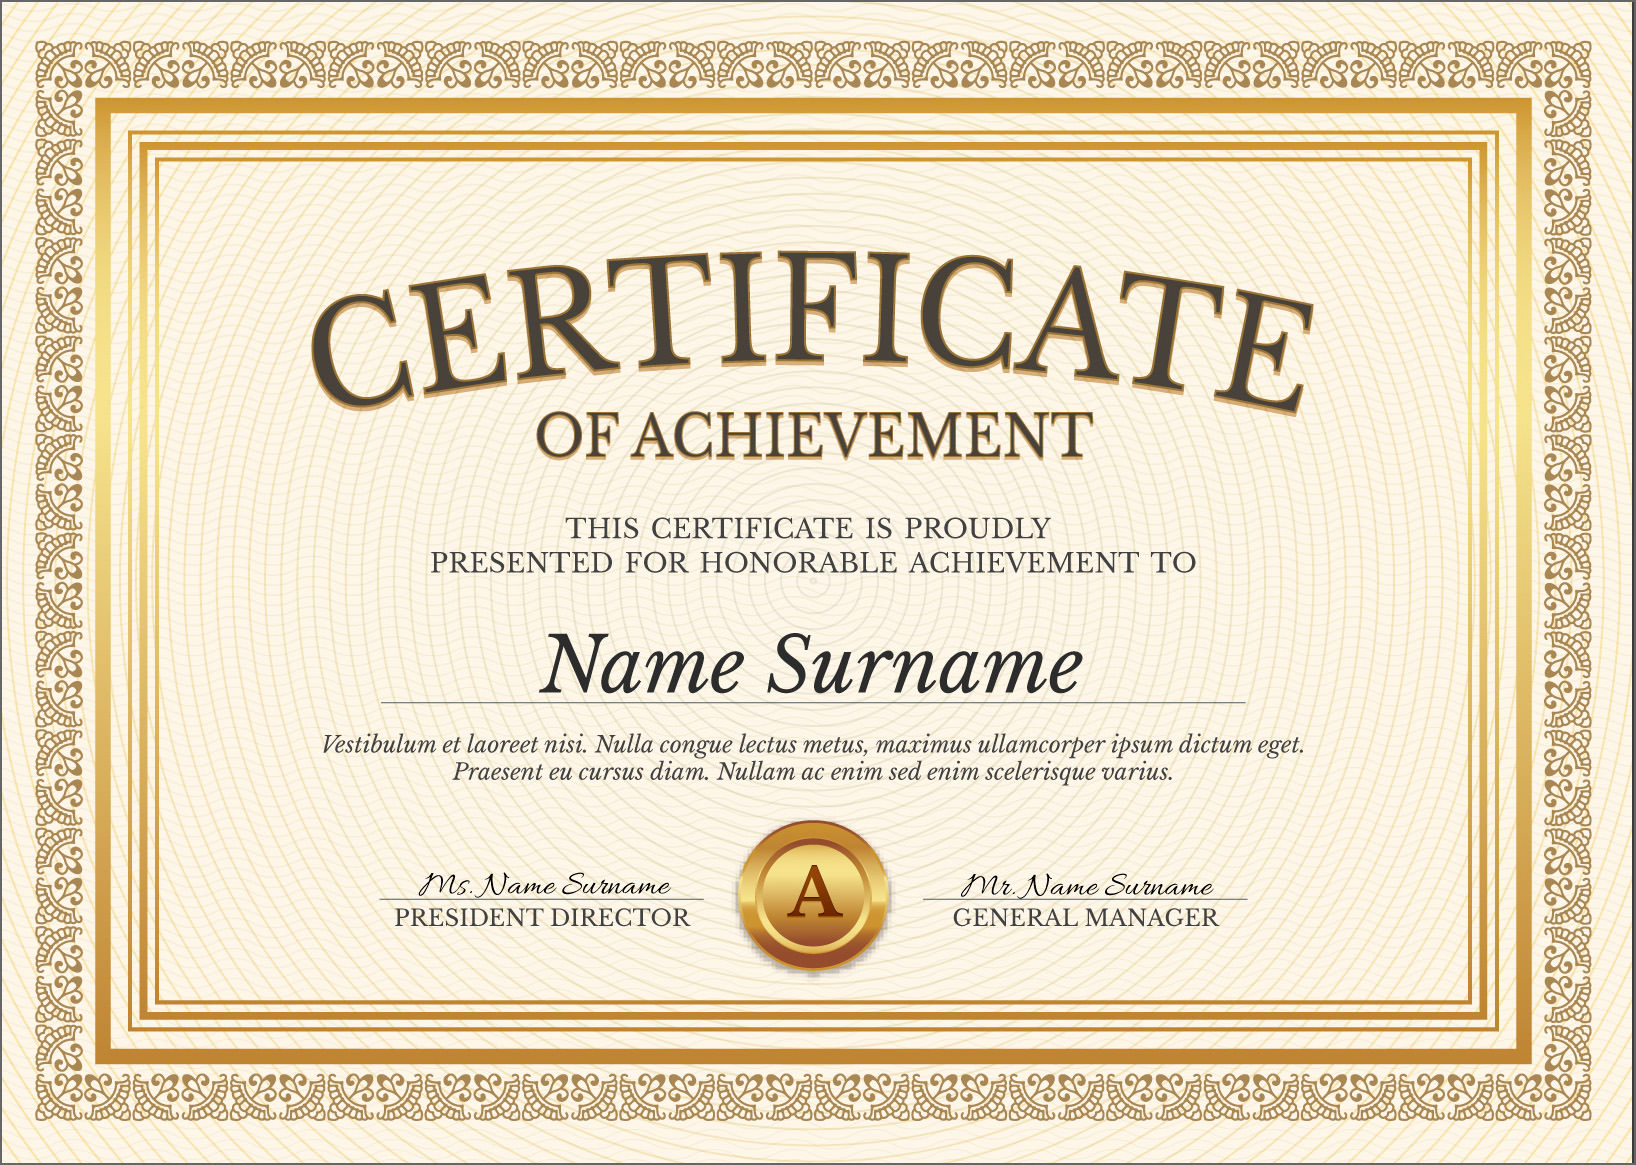 CERTIFICATE
OF ACHIEVEMENT
THIS CERTIFICATE IS PROUDLY
PRESENTED FOR HONORABLE ACHIEVEMENT TO
Name Surname
Vestibulum et laoreet nisi. Nulla congue lectus metus, maximus ullamcorper ipsum dictum eget.
Praesent eu cursus diam. Nullam ac enim sed enim scelerisque varius.
Ms. Name Surname
PRESIDENT DIRECTOR
A
Mr. Name Surname
GENERAL MANAGER